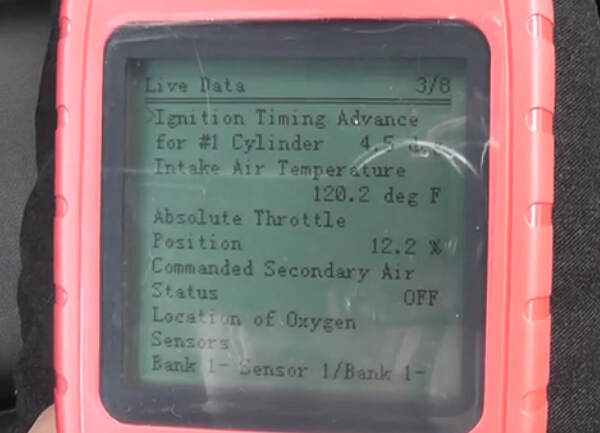 Live Data 3/8
>Ignition Timing Advance
for #1 Cylinder 4.5 deg
Intake Air Temperature
120.2 deg F
Absolute Throttle
Position 12.2 %
Commanded Secondary Air
Status OFF
Location of Oxygen
Sensors
Bank 1- Sensor 1/Bank 1-